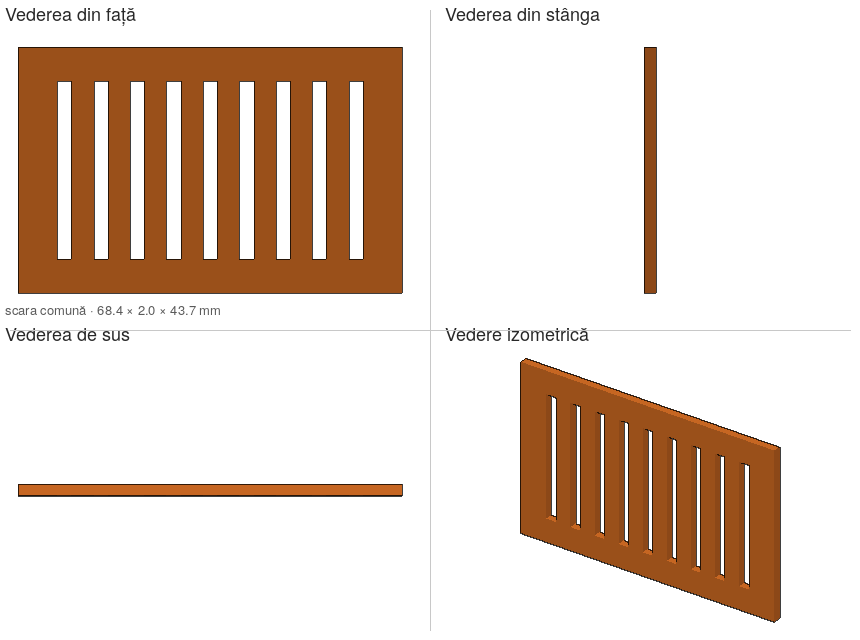 Vederea din față
Vederea din stânga
scara comună · 68.4 × 2.0 × 43.7 mm
Vederea de sus
Vedere izometrică